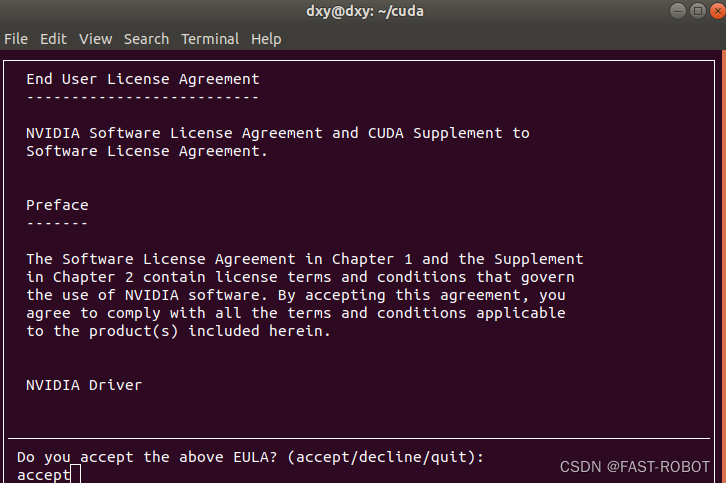 dxy@dxy: ~/cuda
File Edit View Search Terminal Help
End User License Agreement
--------------------------
NVIDIA Software License Agreement and CUDA Supplement to
Software License Agreement.
Preface
-------
The Software License Agreement in Chapter 1 and the Supplement
in Chapter 2 contain license terms and conditions that govern
the use of NVIDIA software. By accepting this agreement, you
agree to comply with all the terms and conditions applicable
to the product(s) included herein.
NVIDIA Driver
Do you accept the above EULA? (accept/decline/quit):
accept
CSDN @FAST-ROBOT